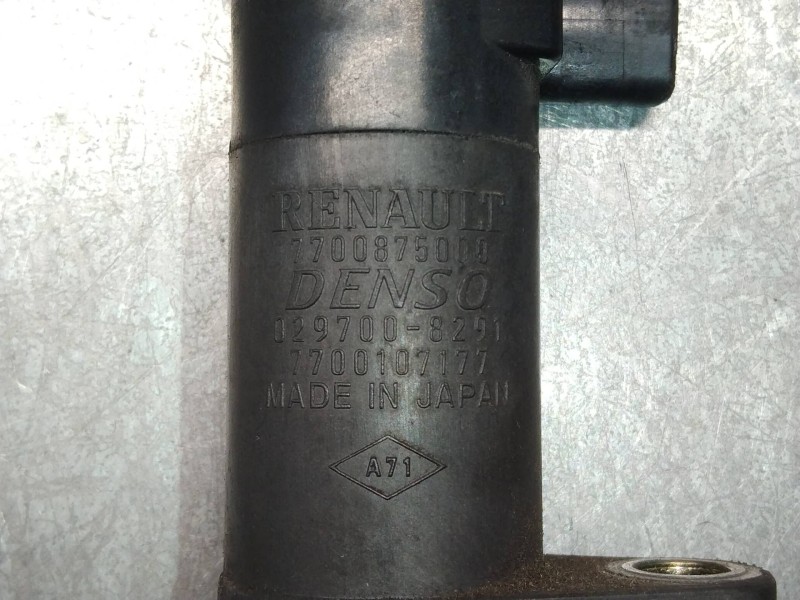 RENAULT
7700875000
DENSO
029700-8291
7700107177
MADE IN JAPAN
A71